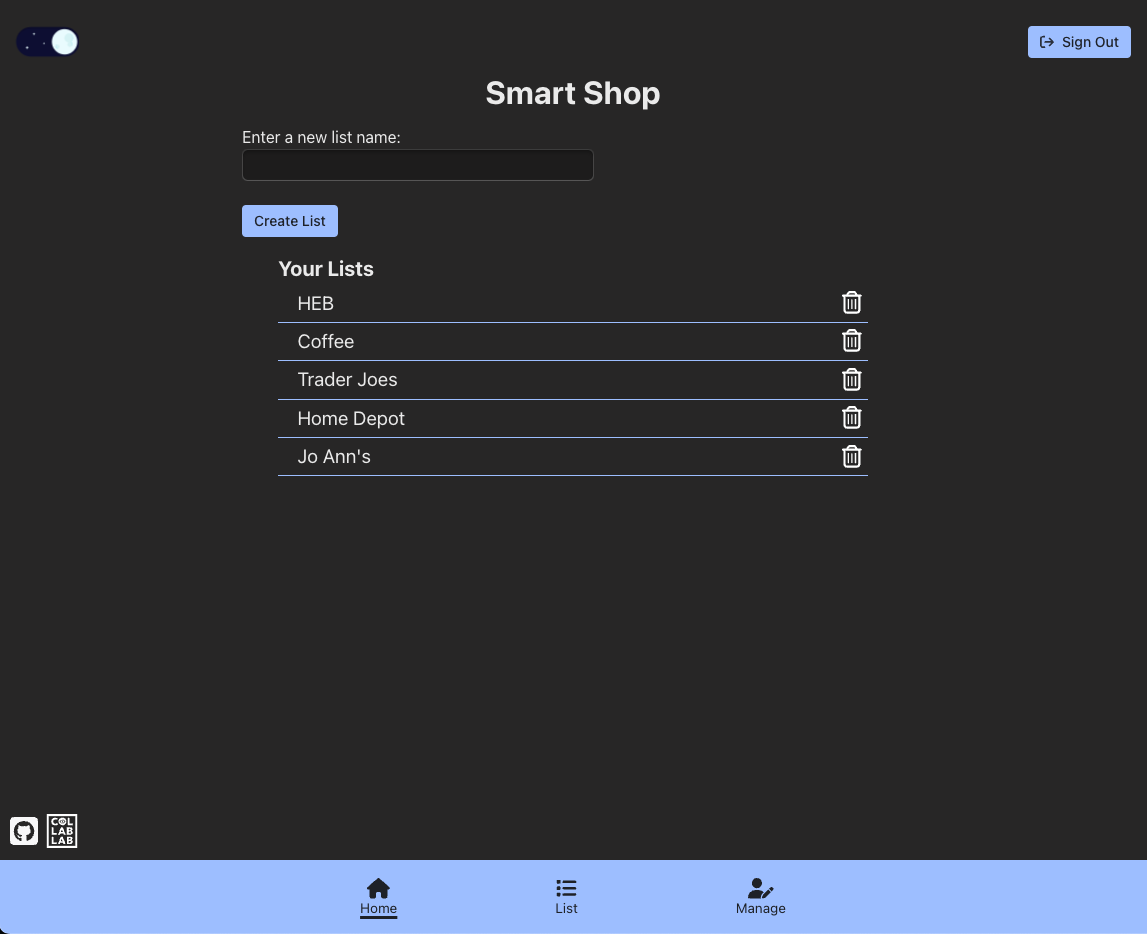 Sign Out
Smart Shop
Enter a new list name:
Create List
Your Lists
HEB
Coffee
Trader Joes
Home Depot
Jo Ann's
COL
LAB
LAB
Home
List
Manage